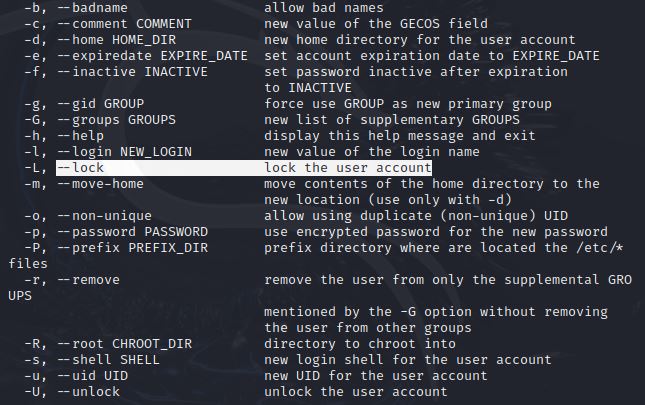 -b, --badname                 allow bad names
-c, --comment COMMENT         new value of the GECOS field
-d, --home HOME_DIR           new home directory for the user account
-e, --expiredate EXPIRE_DATE  set account expiration date to EXPIRE_DATE
-f, --inactive INACTIVE       set password inactive after expiration
to INACTIVE
-g, --gid GROUP               force use GROUP as new primary group
-G, --groups GROUPS           new list of supplementary GROUPS
-h, --help                    display this help message and exit
-l, --login NEW_LOGIN         new value of the login name
-L, --lock                    lock the user account
-m, --move-home               move contents of the home directory to the
new location (use only with -d)
-o, --non-unique              allow using duplicate (non-unique) UID
-p, --password PASSWORD       use encrypted password for the new password
-P, --prefix PREFIX_DIR       prefix directory where are located the /etc/*
files
-r, --remove                  remove the user from only the supplemental GRO
UPS
mentioned by the -G option without removing
the user from other groups
-R, --root CHROOT_DIR         directory to chroot into
-s, --shell SHELL             new login shell for the user account
-u, --uid UID                 new UID for the user account
-U, --unlock                  unlock the user account